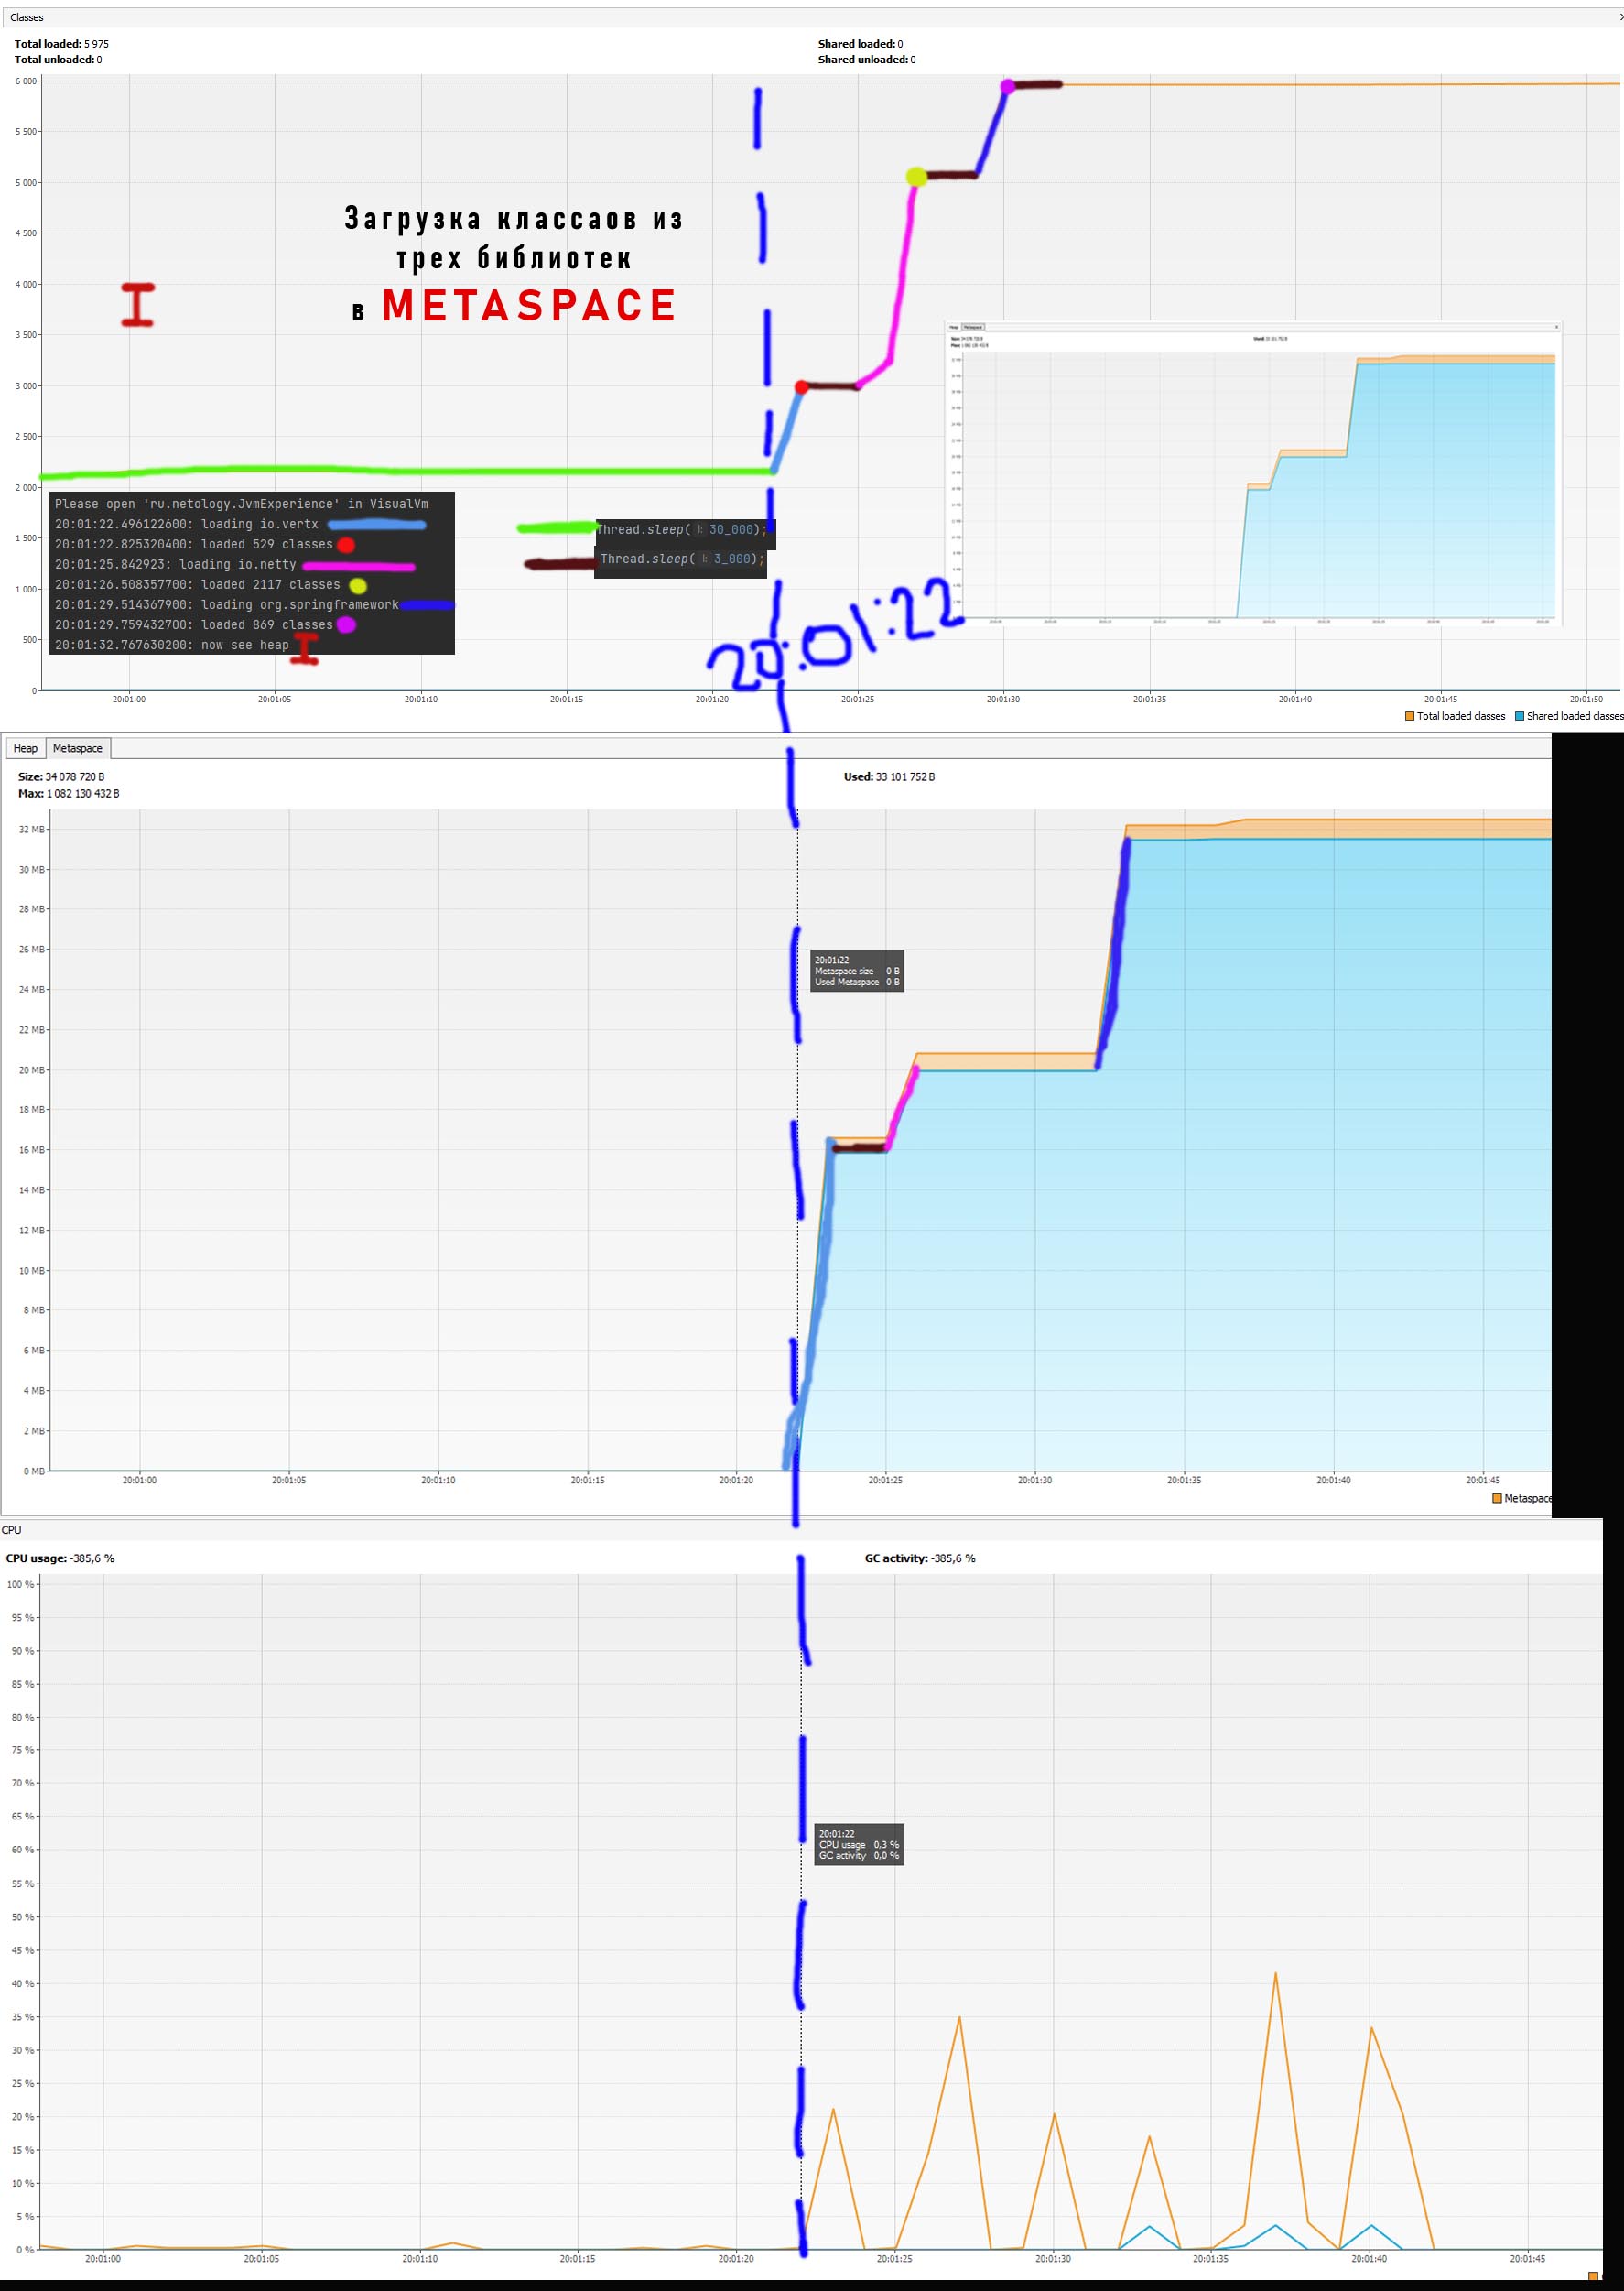 Classes
Total loaded: 5 975
Shared loaded: 0
Total unloaded: 0
Shared unloaded: 0
6 000
5 500
5 000
4 500
4 000
3 500
3 000
2 500
2 000
1 500
1 000
500
0
Загрузка классаов из
трех библиотек
в METASPACE
I
Please open 'ru.netology.JvmExperience' in VisualVm
20:01:22.496122600: loading io.vertx
20:01:22.825320400: loaded 529 classes
20:01:25.842923: loading io.netty
20:01:26.508357700: loaded 2117 classes
20:01:29.514367900: loading org.springframework
20:01:29.759432700: loaded 869 classes
20:01:32.767630200: now see heap
I
Thread.sleep( l: 30_000);
Thread.sleep( l: 3_000);
20:01:22
Heap Metaspace
20:01:00 20:01:05 20:01:10 20:01:15 20:01:20 20:01:25 20:01:30 20:01:35 20:01:40 20:01:45 20:01:50
Total loaded classes Shared loaded classes
Heap Metaspace
Size: 34 078 720 B
Used: 33 101 752 B
Max: 1 082 130 432 B
32 MB
30 MB
28 MB
26 MB
24 MB
22 MB
20 MB
18 MB
16 MB
14 MB
12 MB
10 MB
8 MB
6 MB
4 MB
2 MB
0 MB
20:01:22
Metaspace size 0 B
Used Metaspace 0 B
20:01:00 20:01:05 20:01:10 20:01:15 20:01:20 20:01:25 20:01:30 20:01:35 20:01:40 20:01:45
Metaspace
CPU
CPU usage: -385,6 %
GC activity: -385,6 %
100 %
95 %
90 %
85 %
80 %
75 %
70 %
65 %
60 %
55 %
50 %
45 %
40 %
35 %
30 %
25 %
20 %
15 %
10 %
5 %
0 %
20:01:22
CPU usage 0,3 %
GC activity 0,0 %
20:01:00 20:01:05 20:01:10 20:01:15 20:01:20 20:01:25 20:01:30 20:01:35 20:01:40 20:01:45